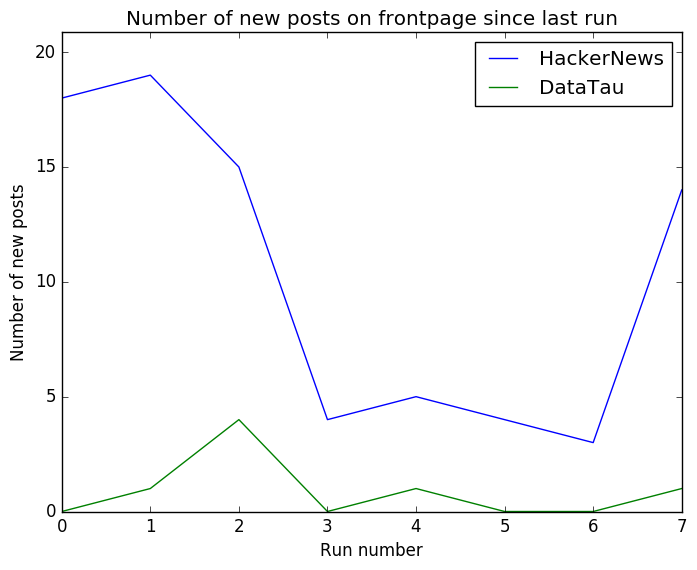 Number of new posts on frontpage since last run
HackerNews
DataTau
Number of new posts
20
15
10
5
0
0 1 2 3 4 5 6 7
Run number